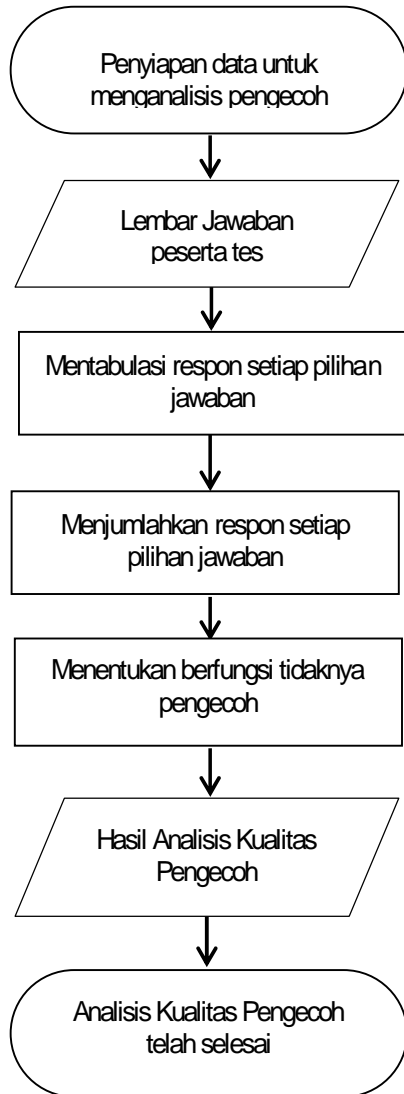 Penyiapan data untuk
menganalisis pengecoh
Lembar Jawaban
peserta tes
Mentabulasi respon setiap pilihan
jawaban
Menjumlahkan respon setiap
pilihan jawaban
Menentukan berfungsi tidaknya
pengecoh
Hasil Analisis Kualitas
Pengecoh
Analisis Kualitas Pengecoh
telah selesai